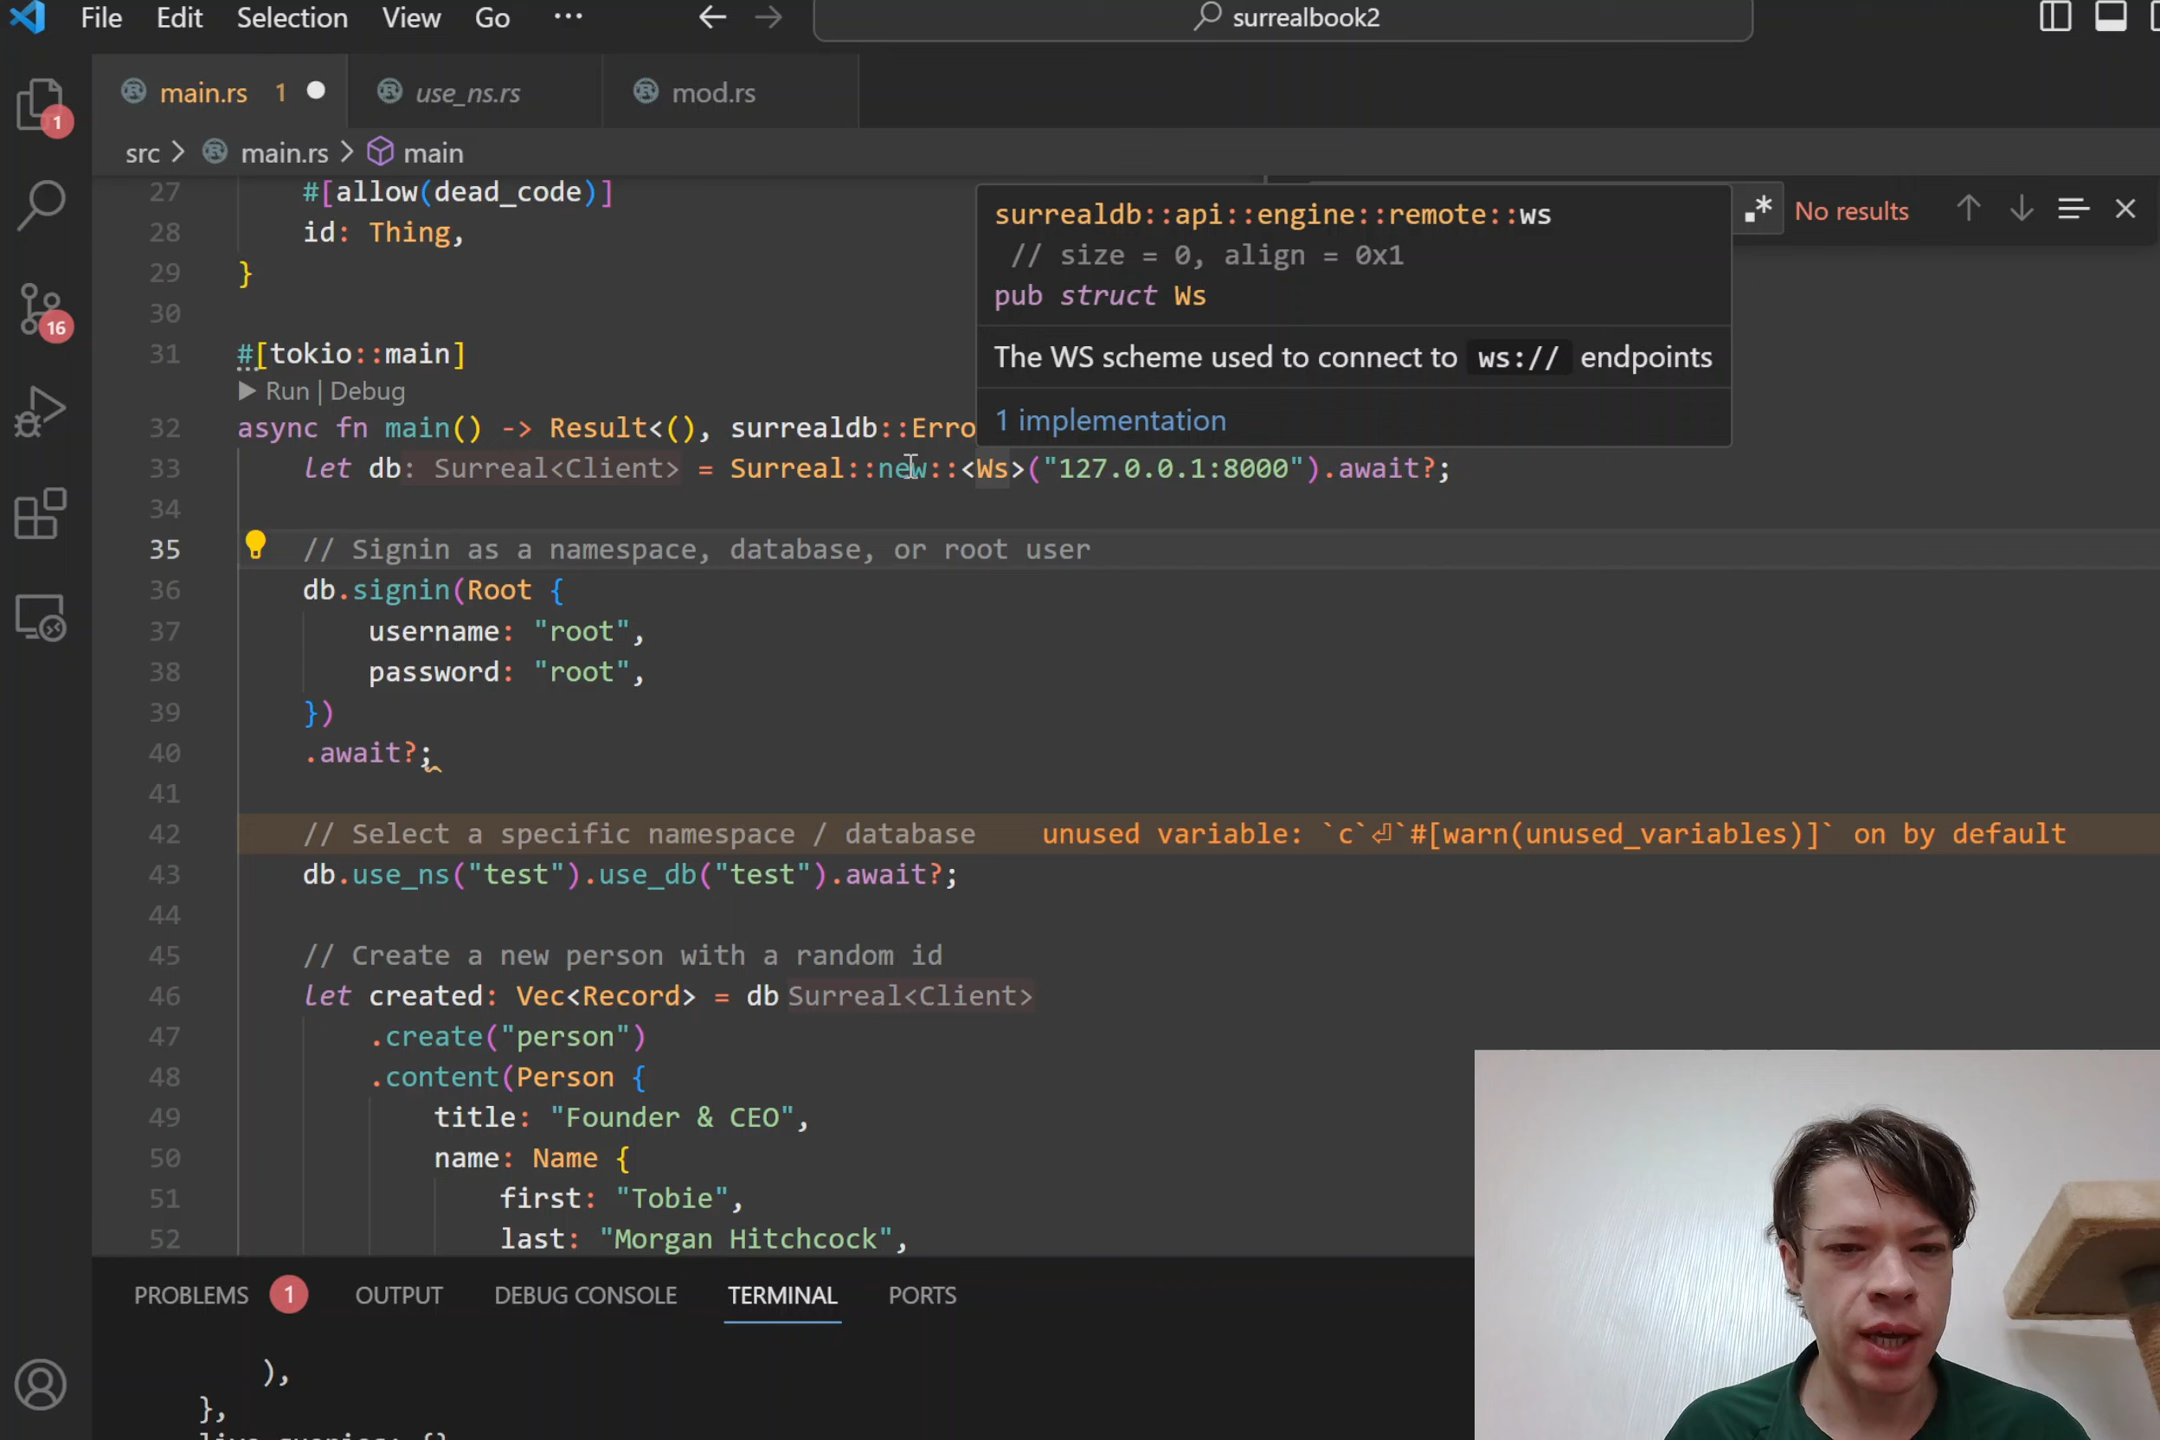 File Edit Selection View Go ··· surrealbook2
main.rs 1 use_ns.rs mod.rs
src > main.rs > main
27 #[allow(dead_code)]
28 id: Thing,
29 }
30
31 #[tokio::main]
Run | Debug
32 async fn main() -> Result<(), surrealdb::Erro
33 let db: Surreal<Client> = Surreal::new::<Ws>("127.0.0.1:8000").await?;
34
35 // Signin as a namespace, database, or root user
36 db.signin(Root {
37 username: "root",
38 password: "root",
39 })
40 .await?;
41
42 // Select a specific namespace / database unused variable: `c`⏎`#[warn(unused_variables)]` on by default
43 db.use_ns("test").use_db("test").await?;
44
45 // Create a new person with a random id
46 let created: Vec<Record> = db Surreal<Client>
47 .create("person")
48 .content(Person {
49 title: "Founder & CEO",
50 name: Name {
51 first: "Tobie",
52 last: "Morgan Hitchcock",
surrealdb::api::engine::remote::ws
// size = 0, align = 0x1
pub struct Ws
The WS scheme used to connect to ws:// endpoints
1 implementation
.* No results
1
16
PROBLEMS 1 OUTPUT DEBUG CONSOLE TERMINAL PORTS
),
},